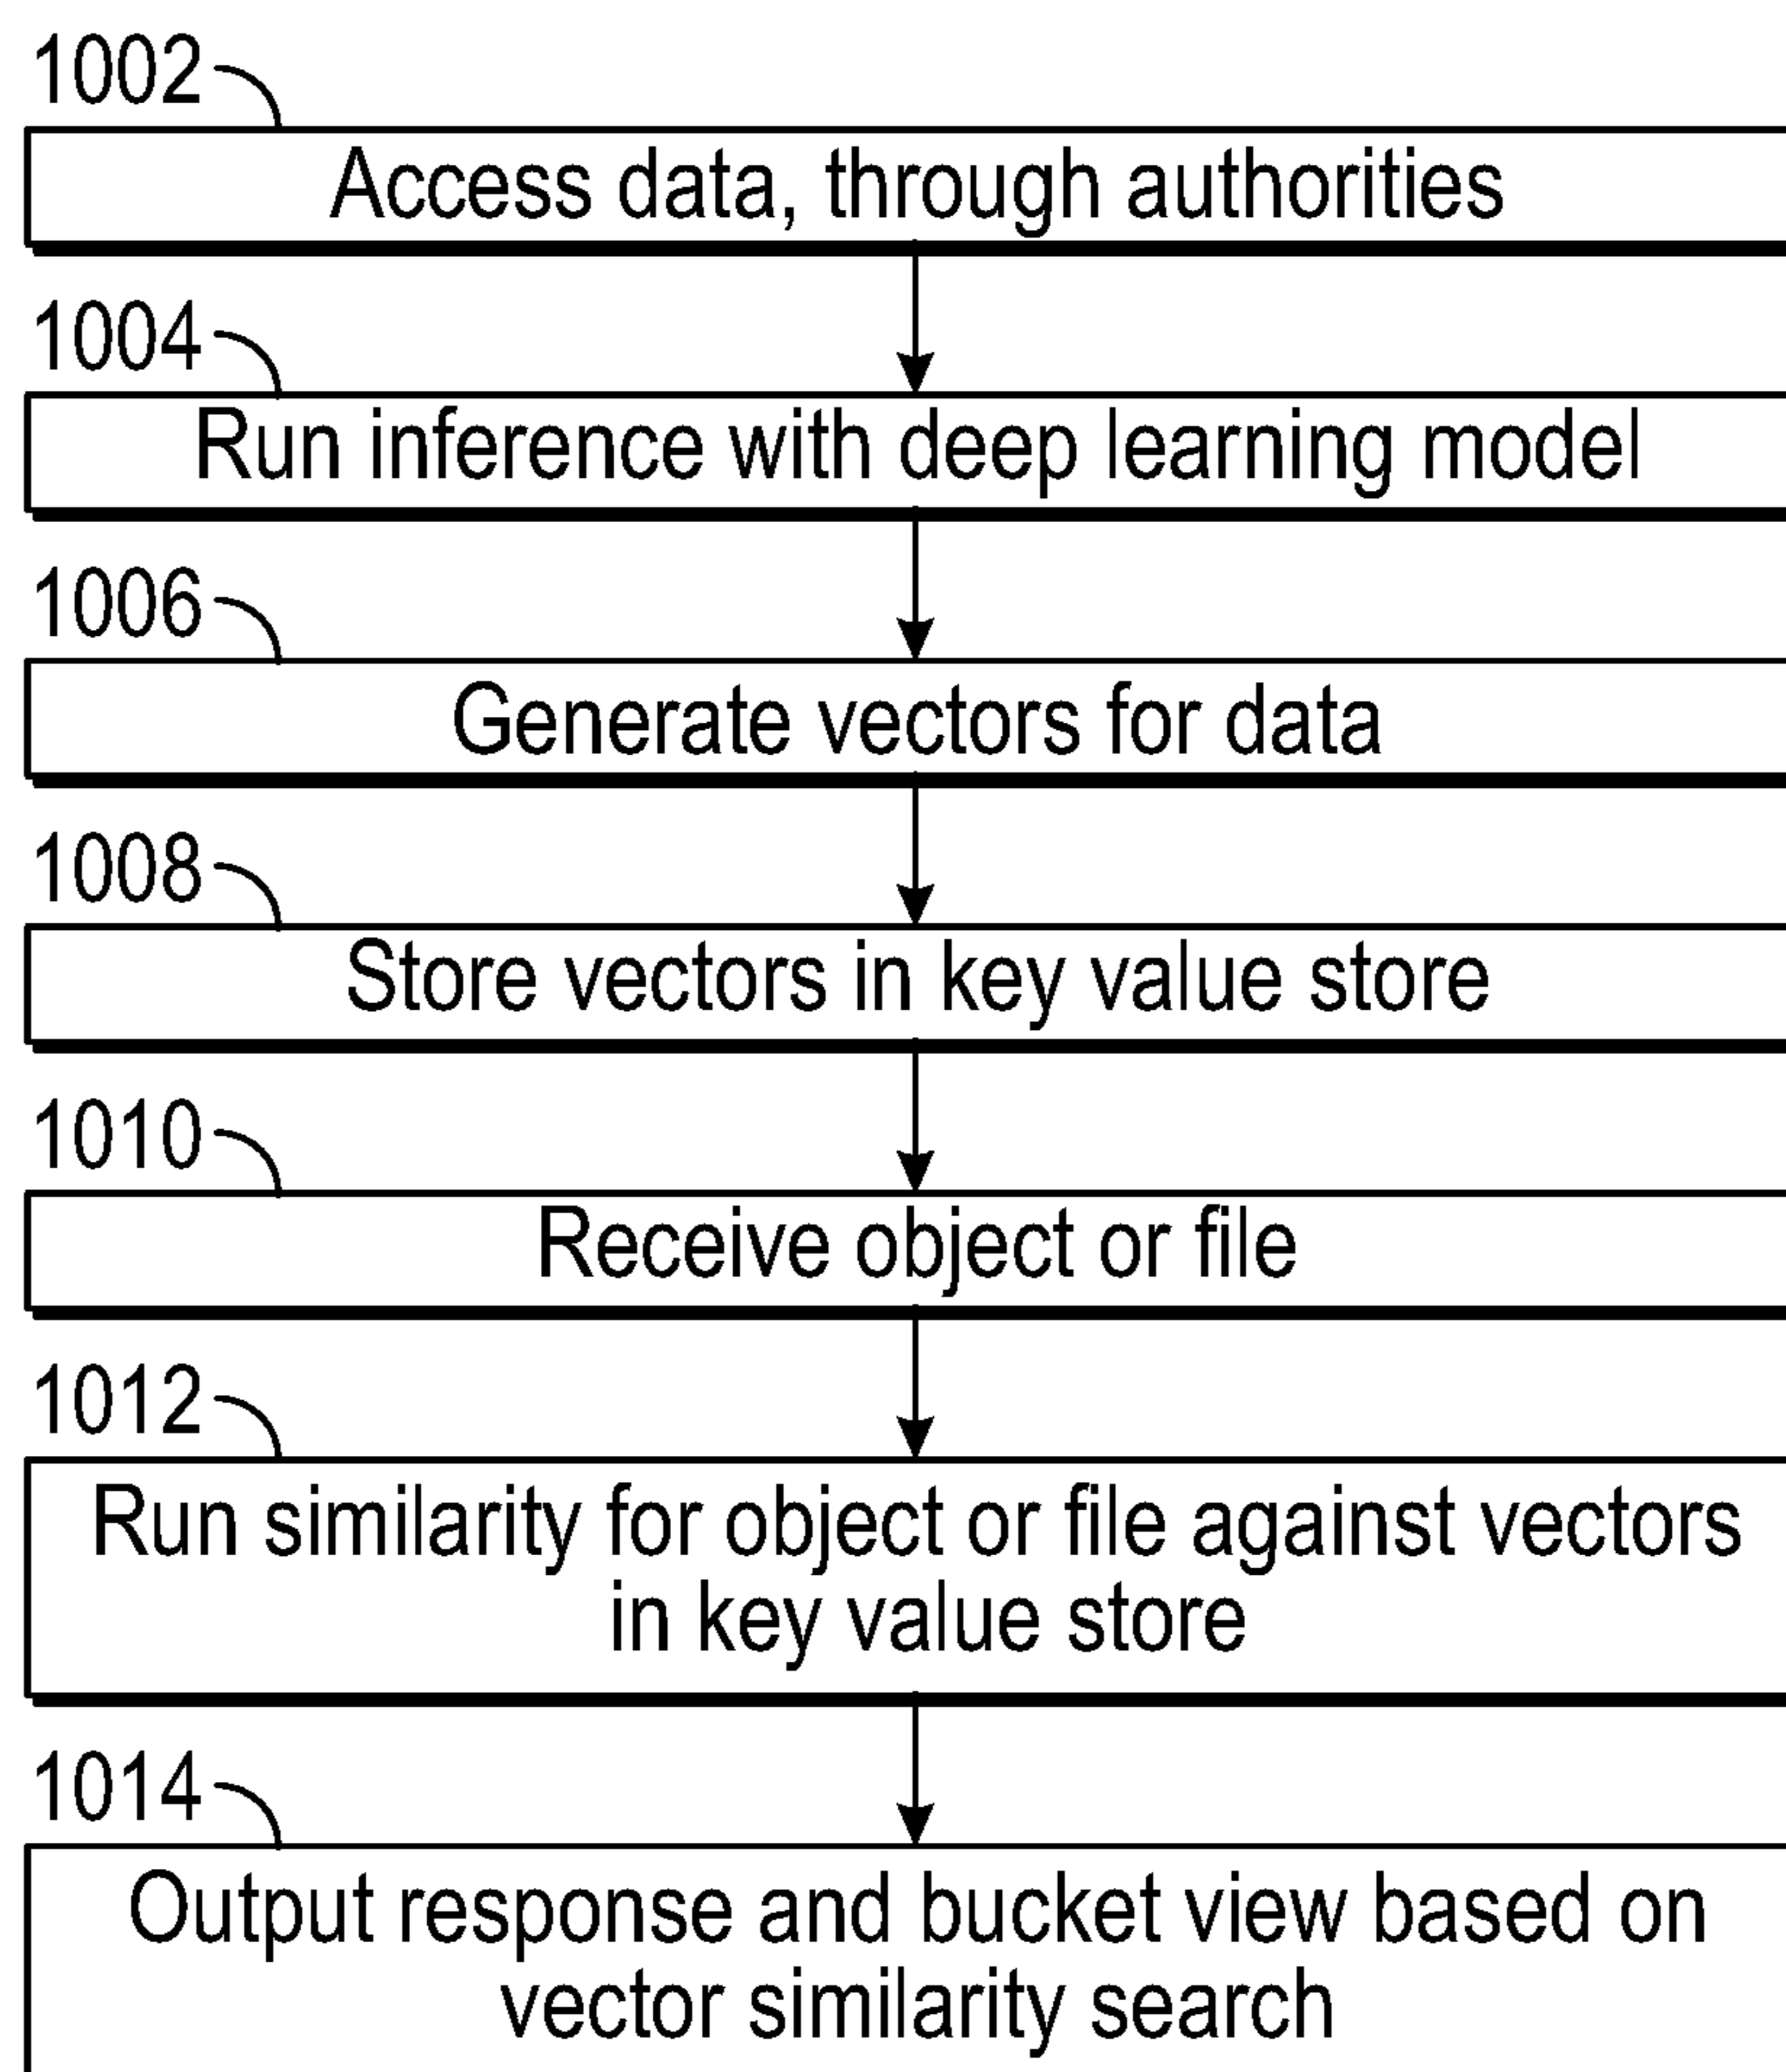 1002
Access data, through authorities
1004
Run inference with deep learning model
1006
Generate vectors for data
1008
Store vectors in key value store
1010
Receive object or file
1012
Run similarity for object or file against vectors
in key value store
1014
Output response and bucket view based on
vector similarity search